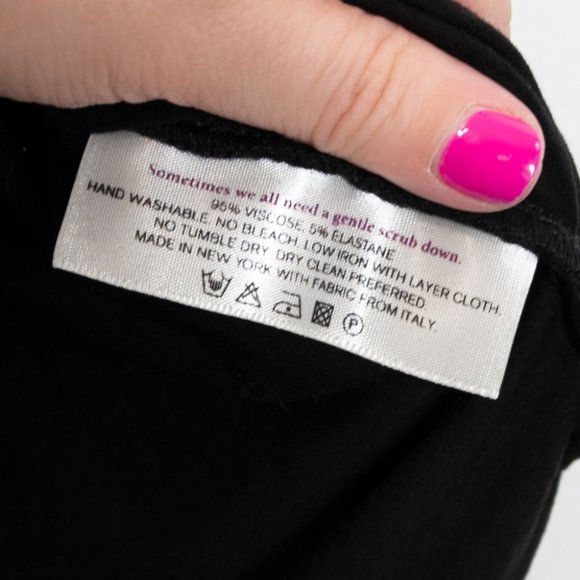 Sometimes we all need a gentle scrub down.
95% VISCOSE. 5% ELASTANE
HAND WASHABLE. NO BLEACH. LOW IRON WITH LAYER CLOTH.
NO TUMBLE DRY. DRY CLEAN PREFERRED.
MADE IN NEW YORK WITH FABRIC FROM ITALY.
P